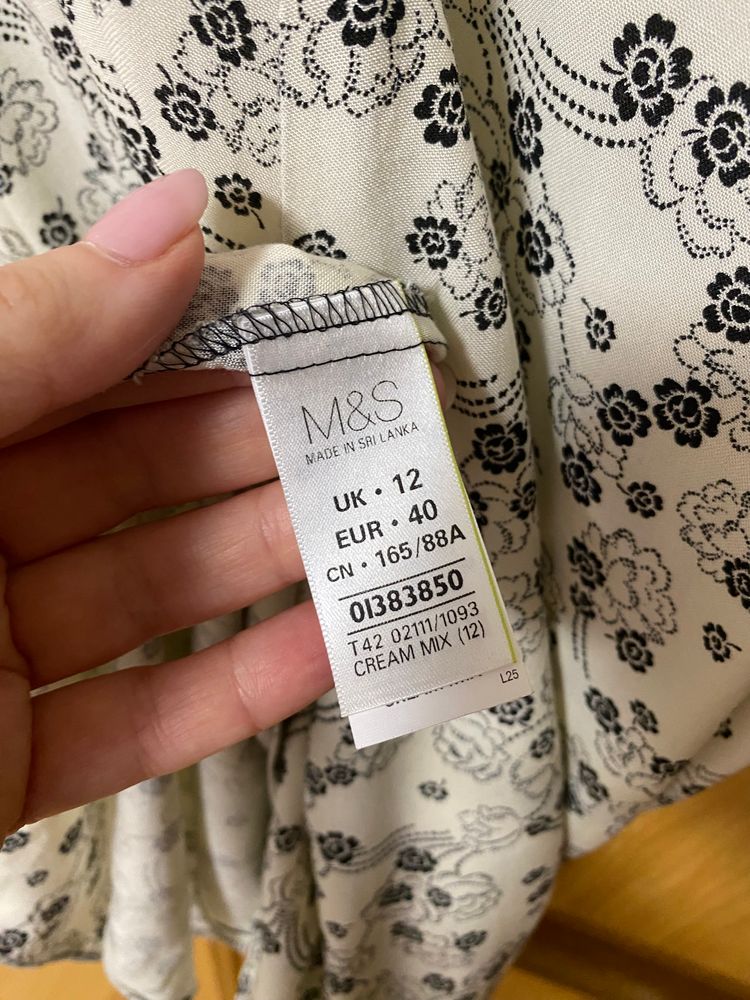 M&S
MADE IN SRI LANKA
UK • 12
EUR • 40
CN • 165/88A
01383850
T42 02111/1093
CREAM MIX (12)
L25